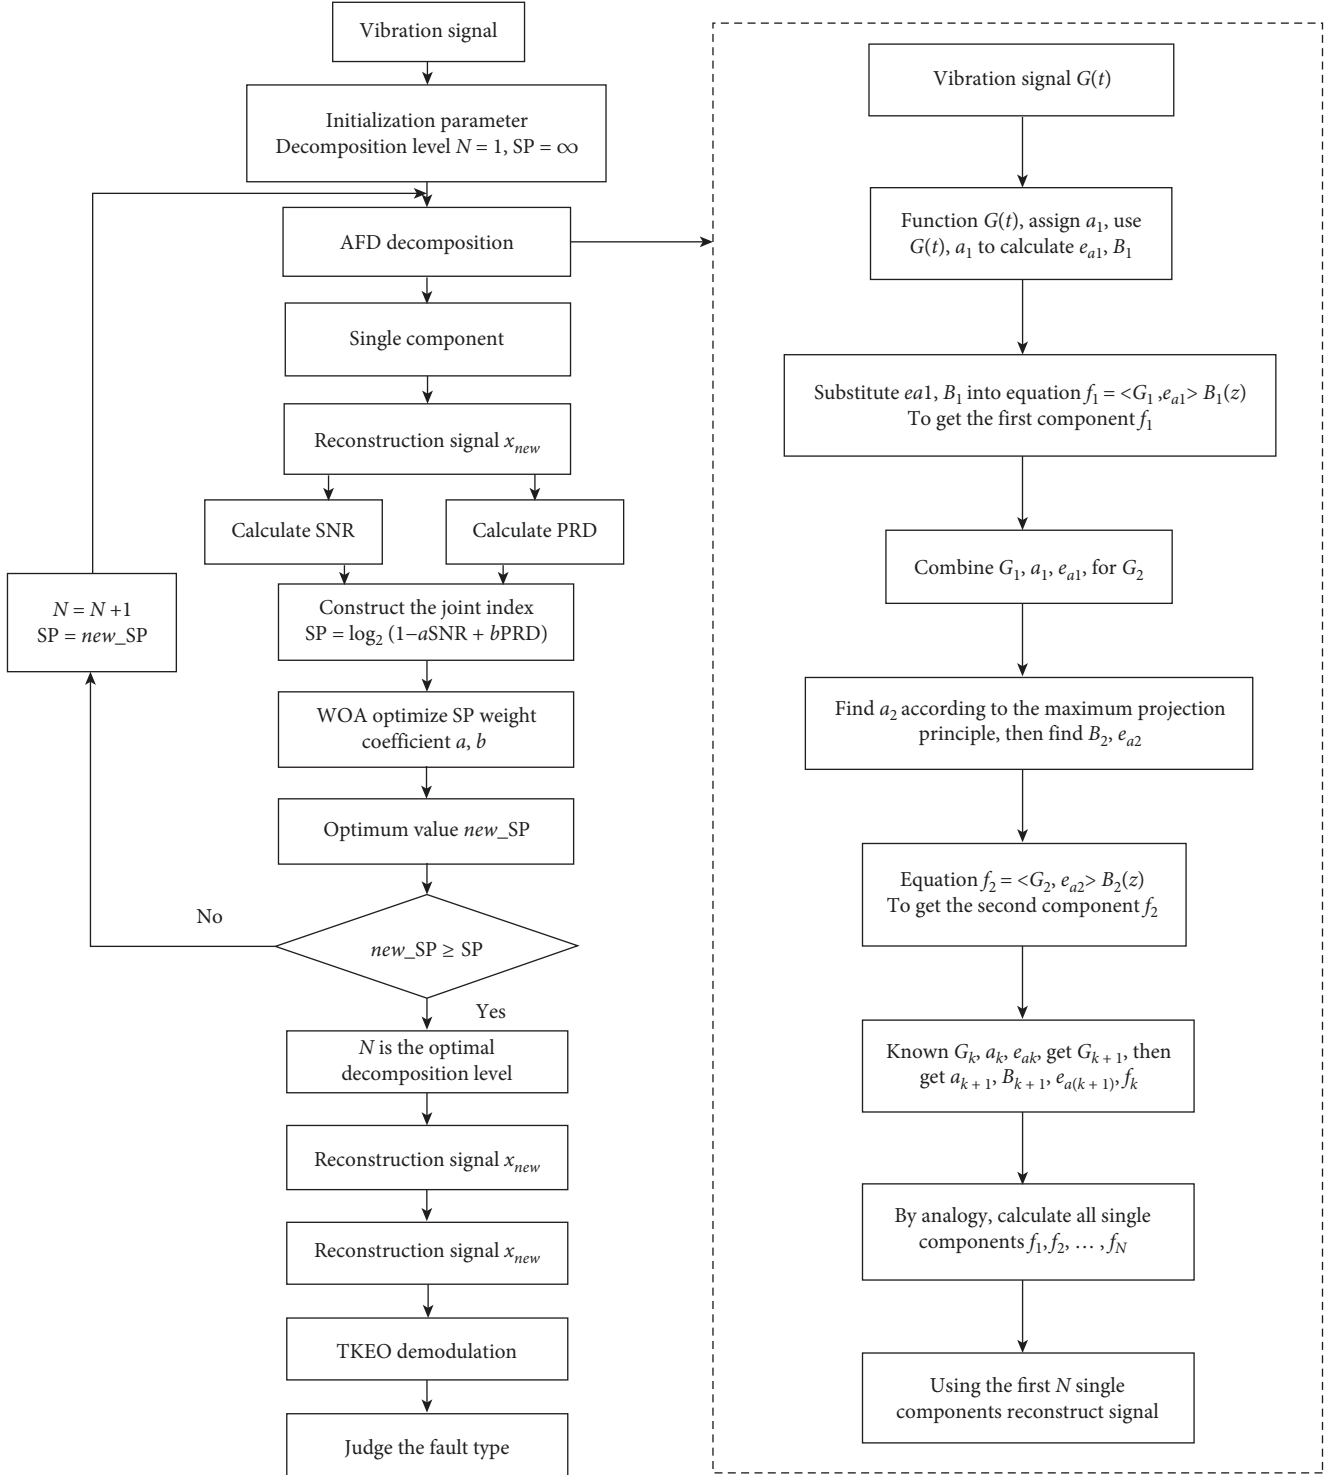 Vibration signal
Initialization parameter
Decomposition level N = 1, SP = ∞
AFD decomposition
Single component
Reconstruction signal x_new
Calculate SNR
Calculate PRD
Construct the joint index
SP = log₂ (1−aSNR + bPRD)
WOA optimize SP weight
coefficient a, b
Optimum value new_SP
new_SP ≥ SP
No
N = N +1
SP = new_SP
Yes
N is the optimal
decomposition level
Reconstruction signal x_new
Reconstruction signal x_new
TKEO demodulation
Judge the fault type
Vibration signal G(t)
Function G(t), assign a₁, use
G(t), a₁ to calculate e_a1, B₁
Substitute ea1, B₁ into equation f₁ = <G₁ ,e_a1> B₁(z)
To get the first component f₁
Combine G₁, a₁, e_a1, for G₂
Find a₂ according to the maximum projection
principle, then find B₂, e_a2
Equation f₂ = <G₂, e_a2> B₂(z)
To get the second component f₂
Known G_k, a_k, e_ak, get G_k + 1, then
get a_k + 1, B_k + 1, e_a(k + 1), f_k
By analogy, calculate all single
components f₁, f₂, … , f_N
Using the first N single
components reconstruct signal